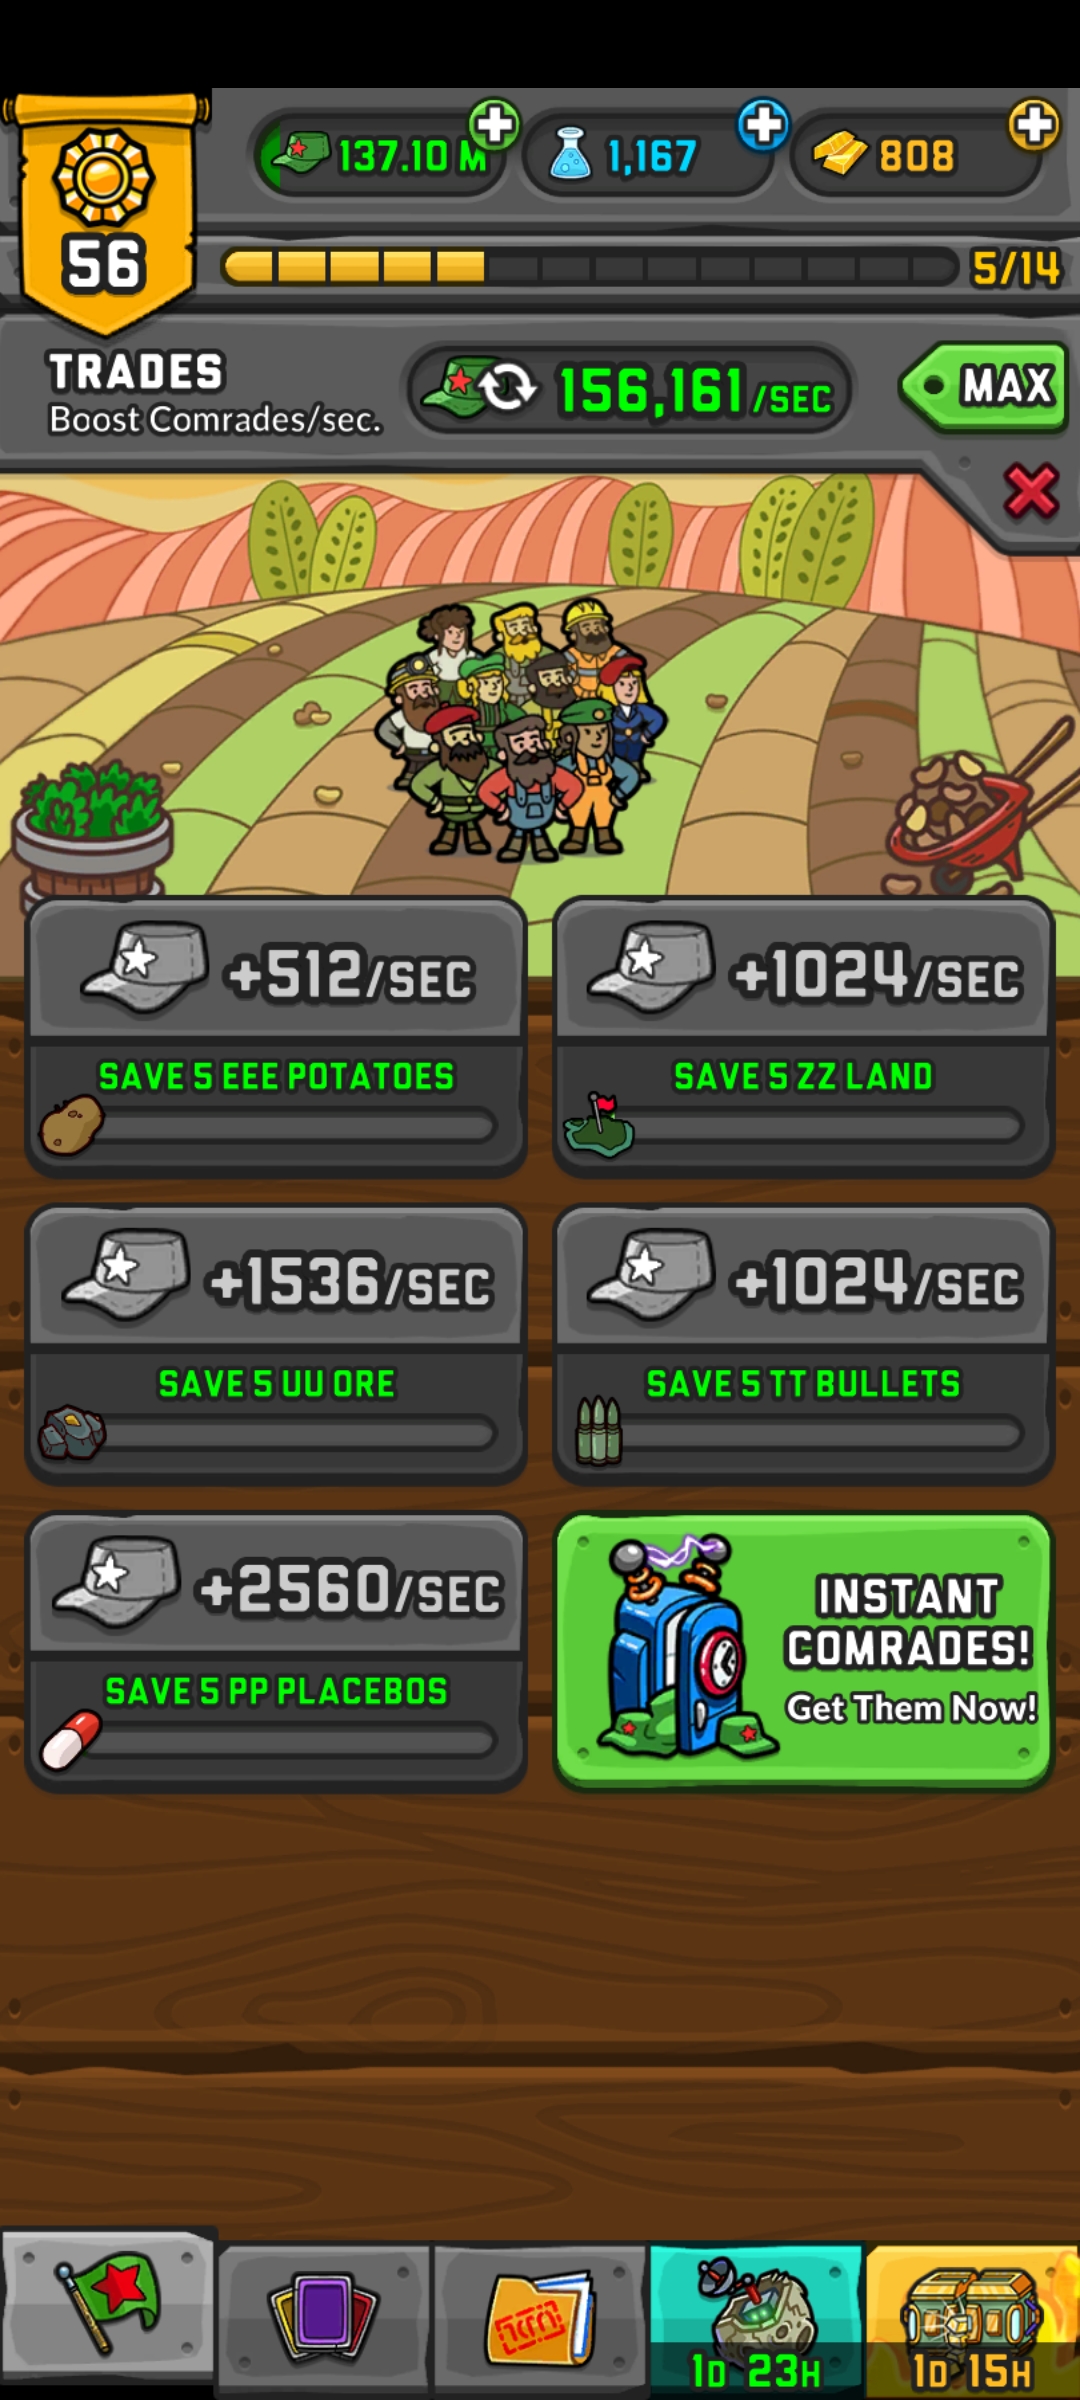 137.10 M
1,167
808
56
5/14
TRADES
Boost Comrades/sec.
156,161/SEC
MAX
+512/SEC
+1024/SEC
SAVE 5 EEE POTATOES
SAVE 5 ZZ LAND
+1536/SEC
+1024/SEC
SAVE 5 UU ORE
SAVE 5 TT BULLETS
+2560/SEC
SAVE 5 PP PLACEBOS
INSTANT
COMRADES!
Get Them Now!
1D 23H
1D 15H